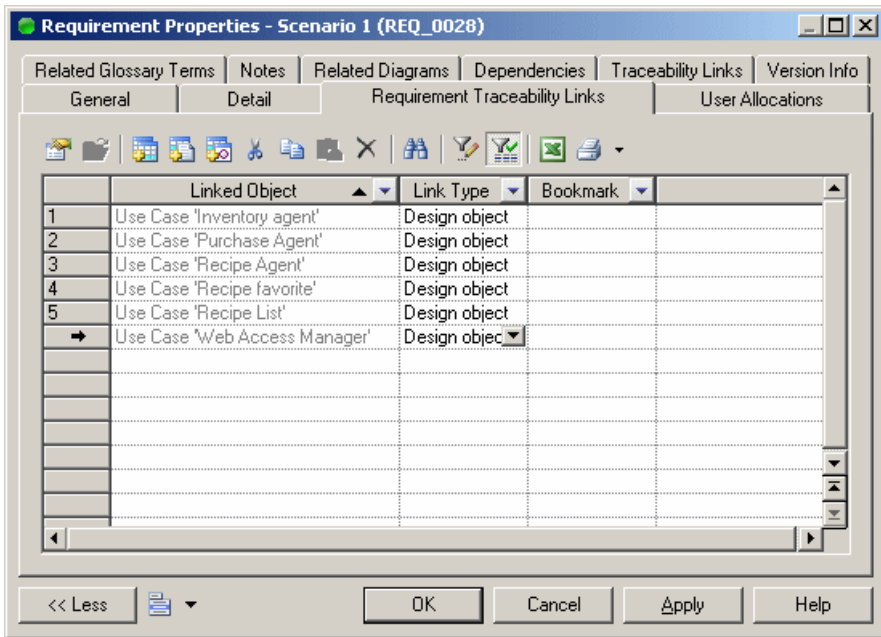 Requirement Properties - Scenario 1 (REQ_0028)
Related Glossary Terms Notes Related Diagrams Dependencies Traceability Links Version Info
General Detail Requirement Traceability Links User Allocations
Linked Object Link Type Bookmark
1 Use Case 'Inventory agent' Design object
2 Use Case 'Purchase Agent' Design object
3 Use Case 'Recipe Agent' Design object
4 Use Case 'Recipe favorite' Design object
5 Use Case 'Recipe List' Design object
Use Case 'Web Access Manager' Design objec
<< Less OK Cancel Apply Help